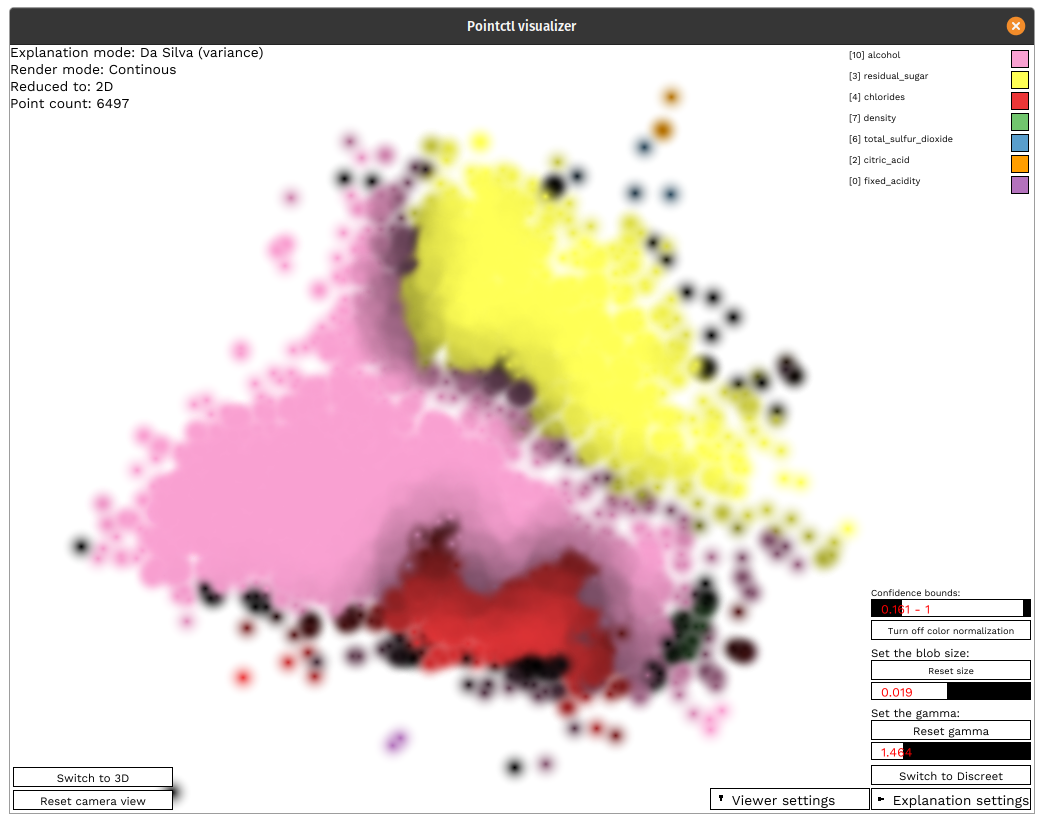 Pointctl visualizer
Explanation mode: Da Silva (variance)
Render mode: Continous
Reduced to: 2D
Point count: 6497
[10] alcohol
[3] residual_sugar
[4] chlorides
[7] density
[6] total_sulfur_dioxide
[2] citric_acid
[0] fixed_acidity
Confidence bounds:
0.161 - 1
Turn off color normalization
Set the blob size:
Reset size
0.019
Set the gamma:
Reset gamma
1.464
Switch to Discreet
Switch to 3D
Reset camera view
Viewer settings
Explanation settings